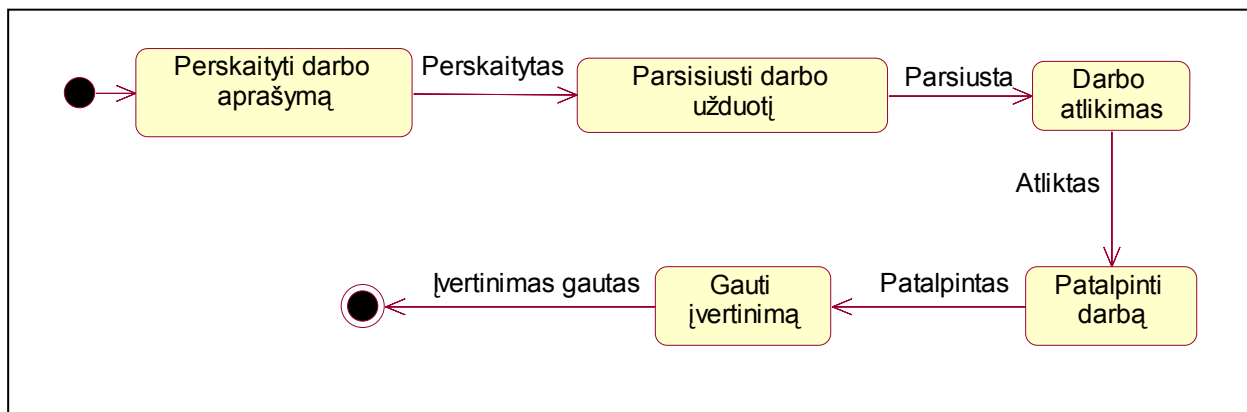 Perskaityti darbo
aprašymą
Perskaitytas
Parsisiusti darbo
užduotį
Parsiusta
Darbo
atlikimas
Atliktas
Patalpinti
darbą
Patalpintas
Gauti
įvertinimą
Įvertinimas gautas